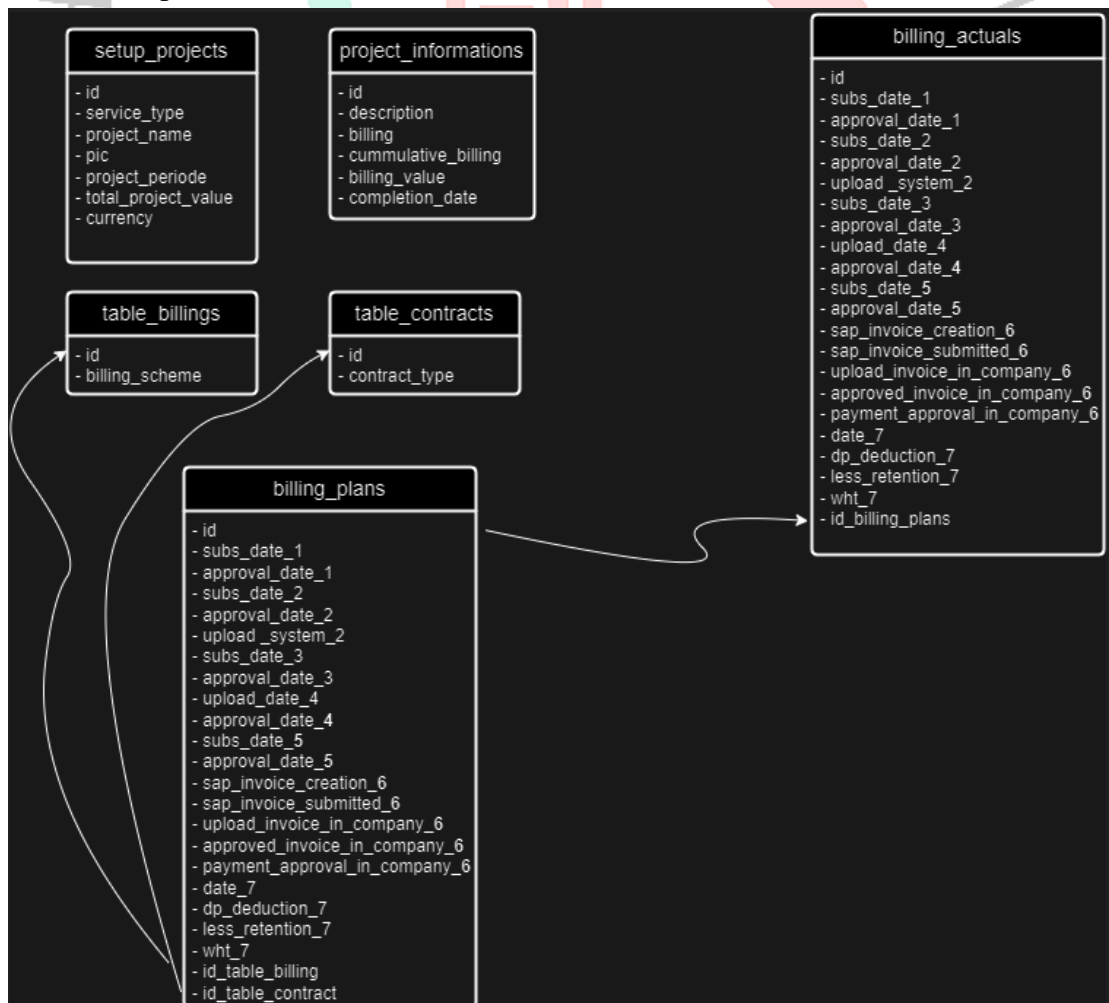 setup_projects
- id
- service_type
- project_name
- pic
- project_periode
- total_project_value
- currency
project_informations
- id
- description
- billing
- cummulative_billing
- billing_value
- completion_date
billing_actuals
- id
- subs_date_1
- approval_date_1
- subs_date_2
- approval_date_2
- upload _system_2
- subs_date_3
- approval_date_3
- upload_date_4
- approval_date_4
- subs_date_5
- approval_date_5
- sap_invoice_creation_6
- sap_invoice_submitted_6
- upload_invoice_in_company_6
- approved_invoice_in_company_6
- payment_approval_in_company_6
- date_7
- dp_deduction_7
- less_retention_7
- wht_7
- id_billing_plans
table_billings
- id
- billing_scheme
table_contracts
- id
- contract_type
billing_plans
- id
- subs_date_1
- approval_date_1
- subs_date_2
- approval_date_2
- upload _system_2
- subs_date_3
- approval_date_3
- upload_date_4
- approval_date_4
- subs_date_5
- approval_date_5
- sap_invoice_creation_6
- sap_invoice_submitted_6
- upload_invoice_in_company_6
- approved_invoice_in_company_6
- payment_approval_in_company_6
- date_7
- dp_deduction_7
- less_retention_7
- wht_7
- id_table_billing
- id_table_contract